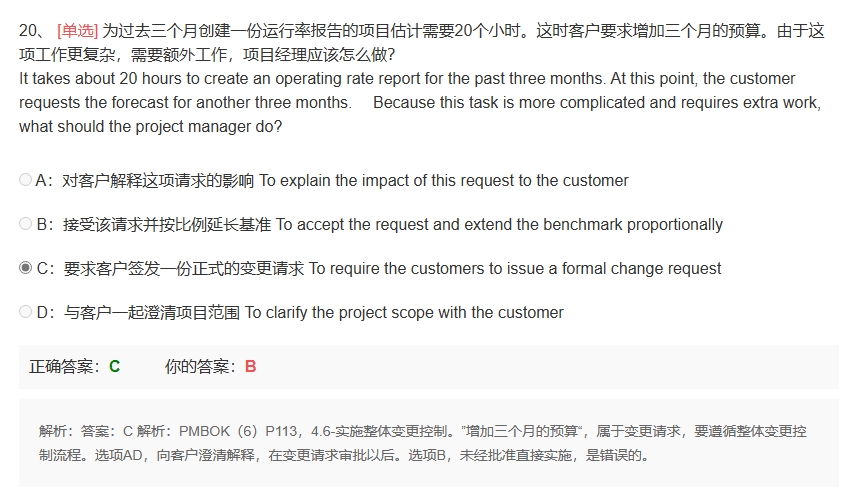 20、 [单选] 为过去三个月创建一份运行率报告的项目估计需要20个小时。这时客户要求增加三个月的预算。由于这
项工作更复杂，需要额外工作，项目经理应该怎么做？
It takes about 20 hours to create an operating rate report for the past three months. At this point, the customer
requests the forecast for another three months. Because this task is more complicated and requires extra work,
what should the project manager do?
A：对客户解释这项请求的影响 To explain the impact of this request to the customer
B：接受该请求并按比例延长基准 To accept the request and extend the benchmark proportionally
C：要求客户签发一份正式的变更请求 To require the customers to issue a formal change request
D：与客户一起澄清项目范围 To clarify the project scope with the customer
正确答案：C 你的答案：B
解析：答案：C 解析：PMBOK（6）P113，4.6-实施整体变更控制。”增加三个月的预算“，属于变更请求，要遵循整体变更控
制流程。选项AD，向客户澄清解释，在变更请求审批以后。选项B，未经批准直接实施，是错误的。